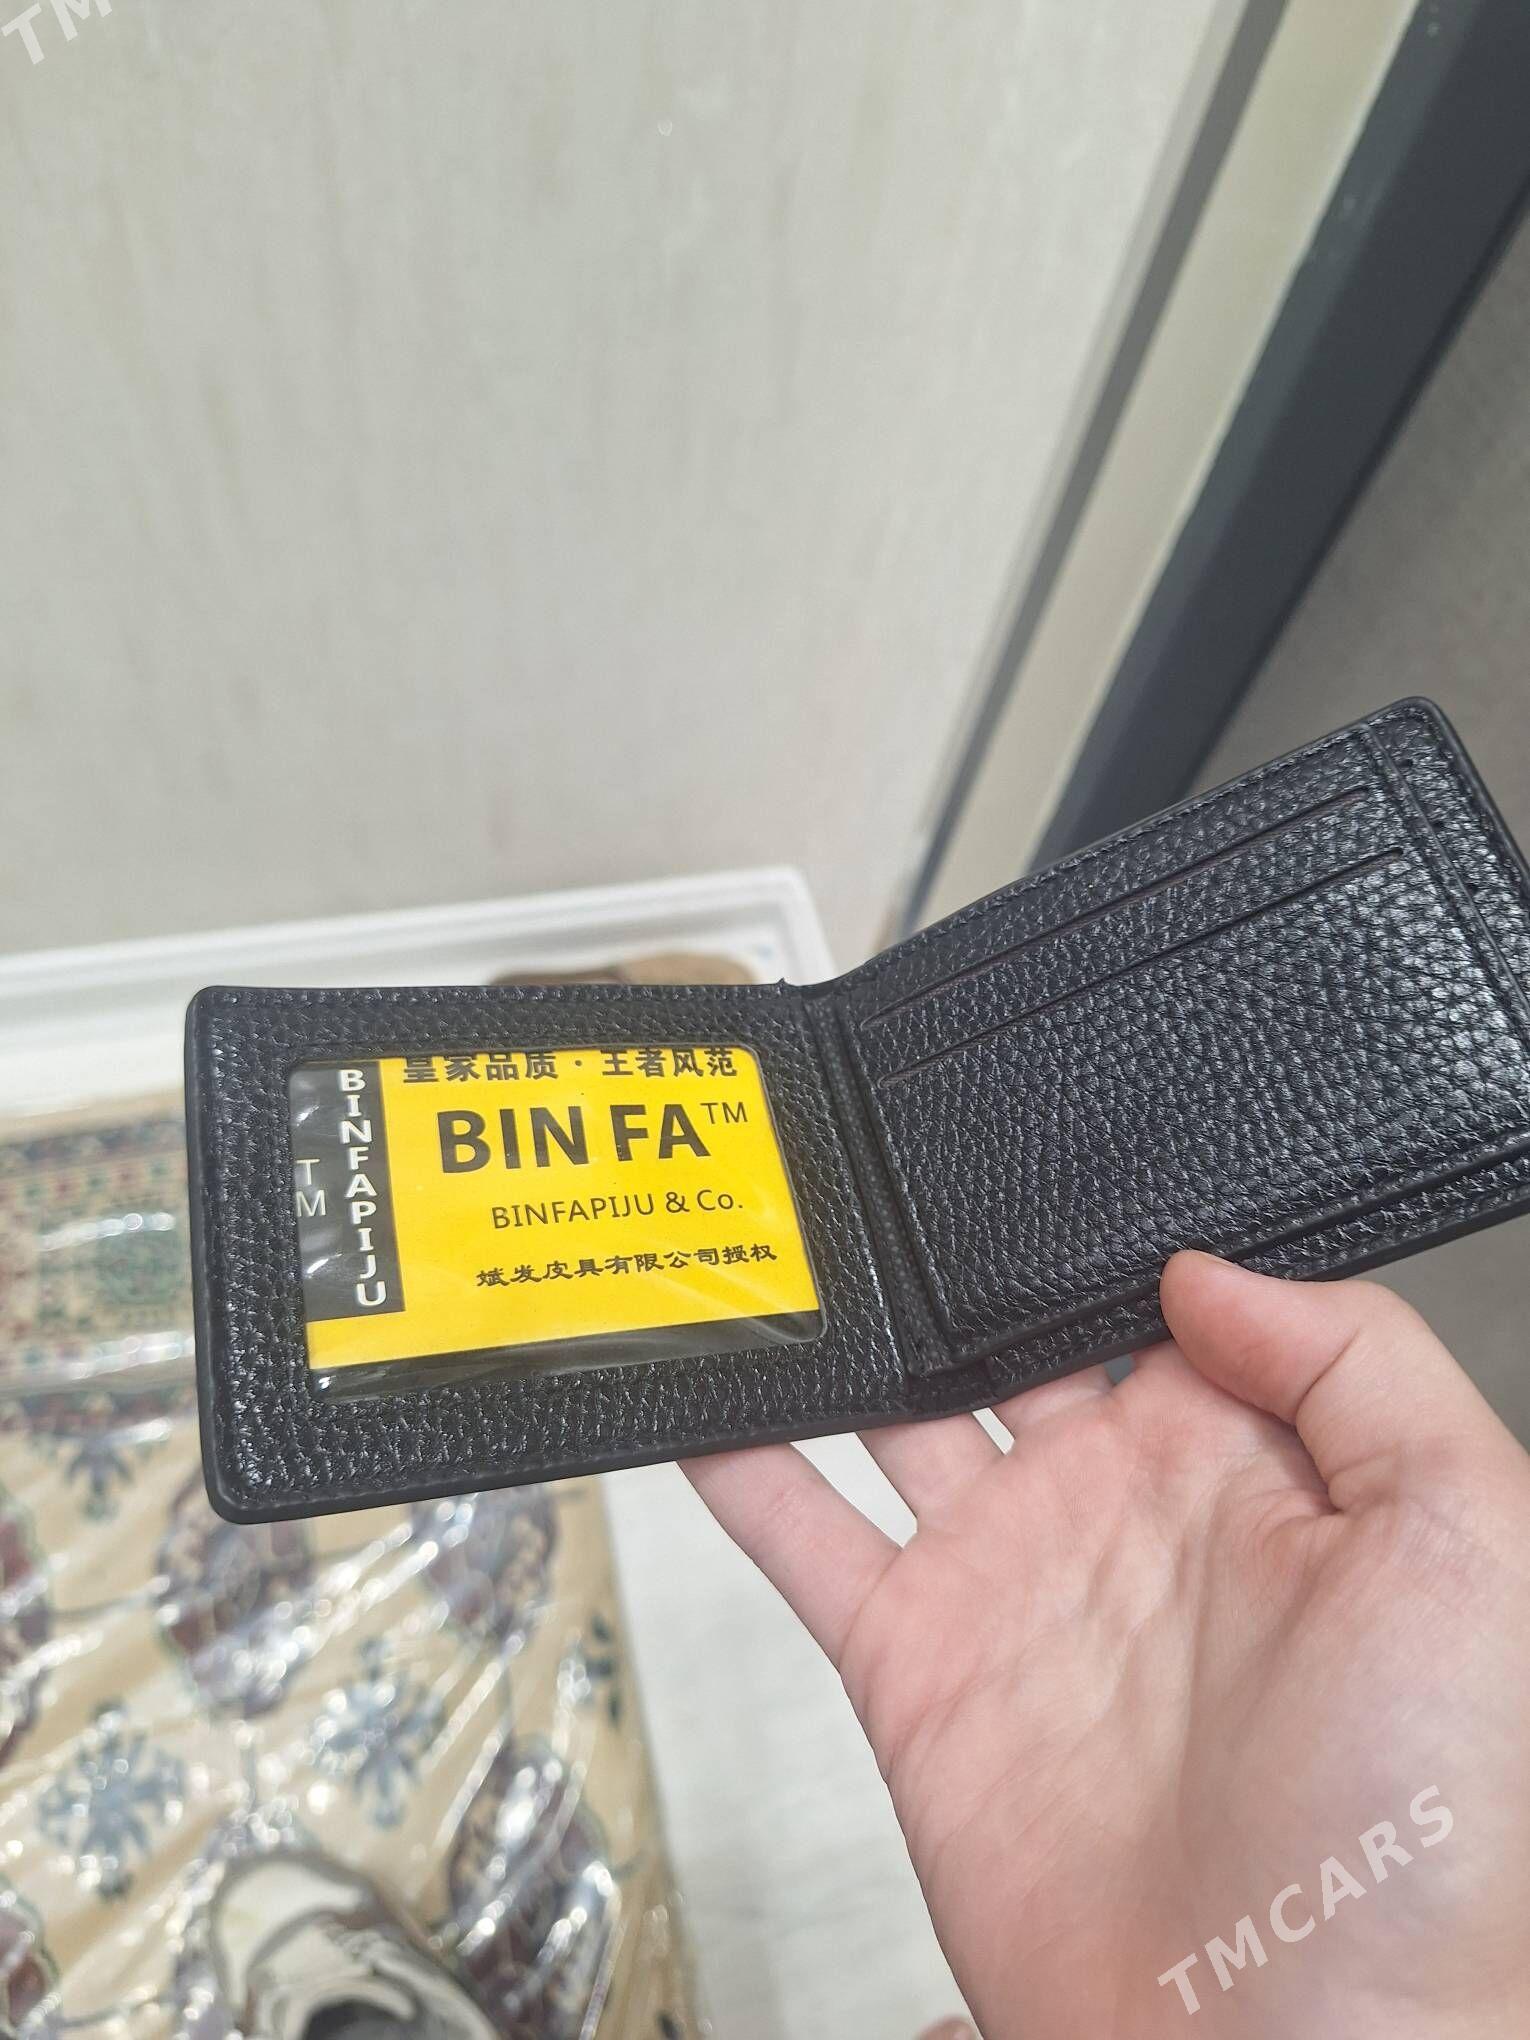 TM
皇家品质·王者风范
BINFAPIJU
TM
BIN FA™
BINFAPIJU & Co.
斌发皮具有限公司授权
TMCARS